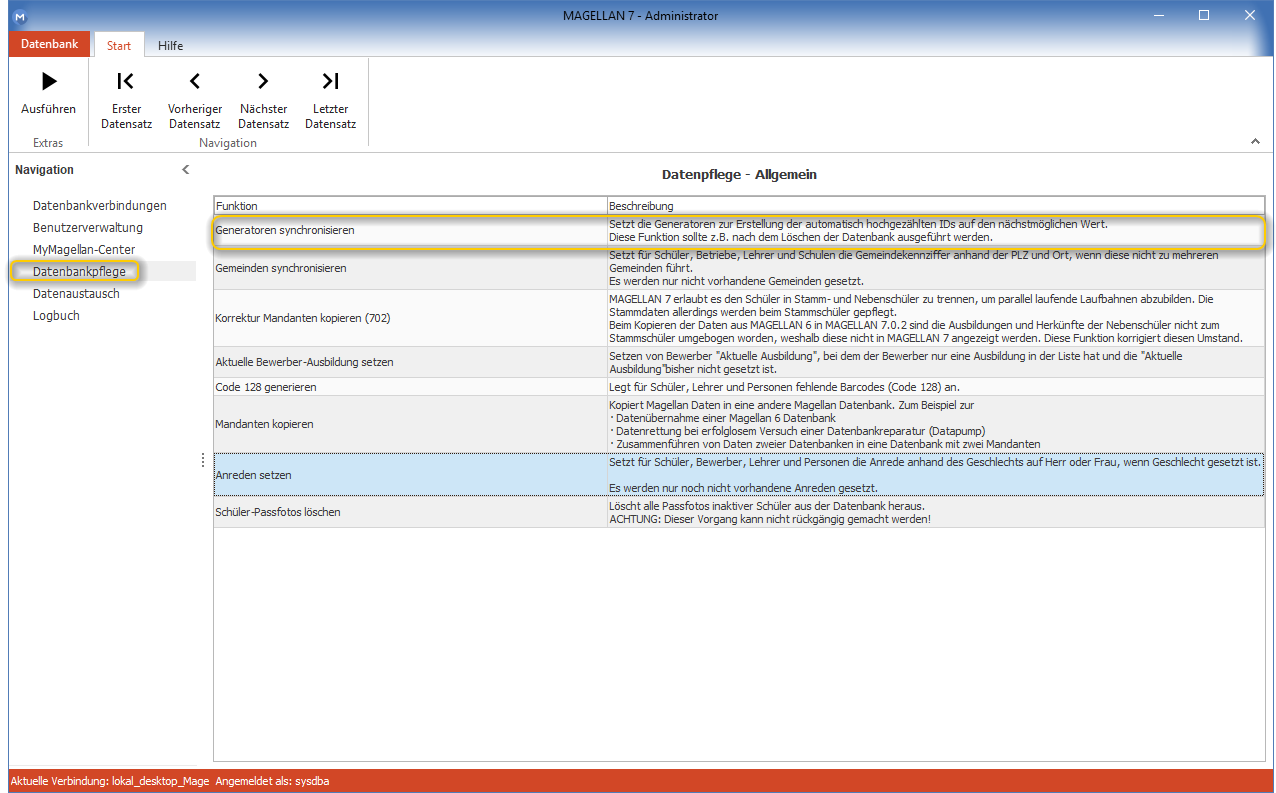 M
MAGELLAN 7 - Administrator
Datenbank
Start
Hilfe
Ausführen
Erster
Datensatz
Vorheriger
Datensatz
Nächster
Datensatz
Letzter
Datensatz
Extras
Navigation
Navigation
Datenbankverbindungen
Benutzerverwaltung
MyMagellan-Center
Datenbankpflege
Datenaustausch
Logbuch
Datenpflege - Allgemein
Funktion
Beschreibung
Generatoren synchronisieren
Setzt die Generatoren zur Erstellung der automatisch hochgezählten IDs auf den nächstmöglichen Wert.
Diese Funktion sollte z.B. nach dem Löschen der Datenbank ausgeführt werden.
Gemeinden synchronisieren
Setzt für Schüler, Betriebe, Lehrer und Schulen die Gemeindekennziffer anhand der PLZ und Ort, wenn diese nicht zu mehreren
Gemeinden führt.
Es werden nur nicht vorhandene Gemeinden gesetzt.
Korrektur Mandanten kopieren (702)
MAGELLAN 7 erlaubt es den Schüler in Stamm- und Nebenschüler zu trennen, um parallel laufende Laufbahnen abzubilden. Die
Stammdaten allerdings werden beim Stammschüler gepflegt.
Beim Kopieren der Daten aus MAGELLAN 6 in MAGELLAN 7.0.2 sind die Ausbildungen und Herkünfte der Nebenschüler nicht zum
Stammschüler umgebogen worden, weshalb diese nicht in MAGELLAN 7 angezeigt werden. Diese Funktion korrigiert diesen Umstand.
Aktuelle Bewerber-Ausbildung setzen
Setzen von Bewerber "Aktuelle Ausbildung", bei dem der Bewerber nur eine Ausbildung in der Liste hat und die "Aktuelle
Ausbildung"bisher nicht gesetzt ist.
Code 128 generieren
Legt für Schüler, Lehrer und Personen fehlende Barcodes (Code 128) an.
Mandanten kopieren
Kopiert Magellan Daten in eine andere Magellan Datenbank. Zum Beispiel zur
· Datenübernahme einer Magellan 6 Datenbank
· Datenrettung bei erfolglosem Versuch einer Datenbankreparatur (Datapump)
· Zusammenführen von Daten zweier Datenbanken in eine Datenbank mit zwei Mandanten
Anreden setzen
Setzt für Schüler, Bewerber, Lehrer und Personen die Anrede anhand des Geschlechts auf Herr oder Frau, wenn Geschlecht gesetzt ist.
Es werden nur noch nicht vorhandene Anreden gesetzt.
Schüler-Passfotos löschen
Löscht alle Passfotos inaktiver Schüler aus der Datenbank heraus.
ACHTUNG: Dieser Vorgang kann nicht rückgängig gemacht werden!
Aktuelle Verbindung: lokal_desktop_Mage Angemeldet als: sysdba